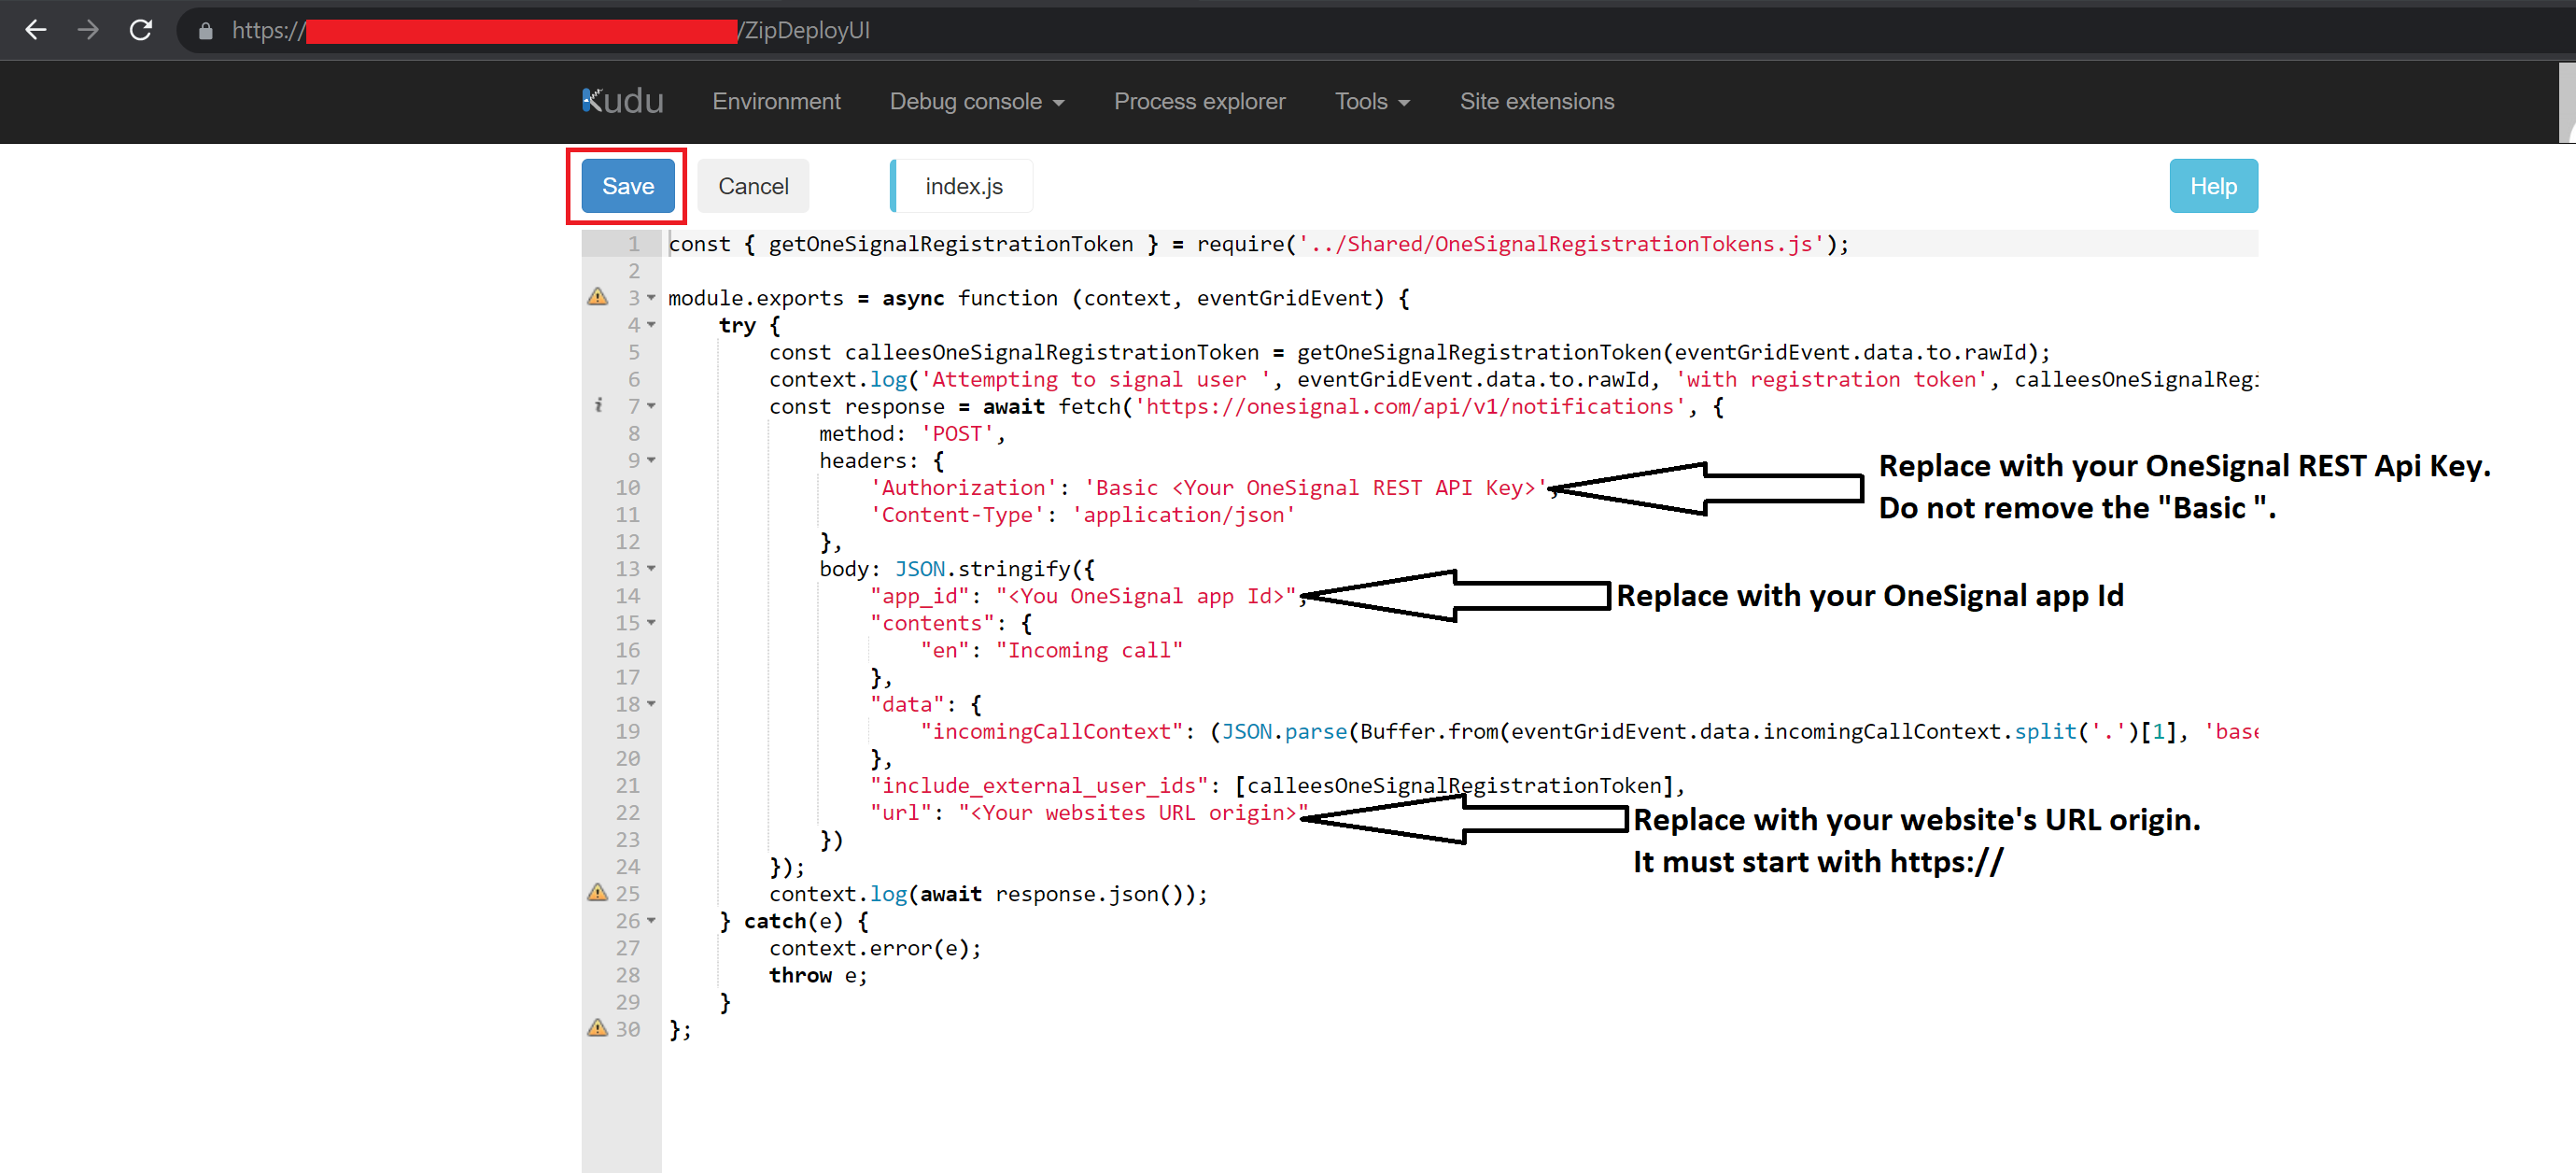 https:// /ZipDeployUI
Kudu Environment Debug console Process explorer Tools Site extensions
Save Cancel index.js Help
1 const { getOneSignalRegistrationToken } = require('../Shared/OneSignalRegistrationTokens.js');
2
3 module.exports = async function (context, eventGridEvent) {
4 try {
5 const calleesOneSignalRegistrationToken = getOneSignalRegistrationToken(eventGridEvent.data.to.rawId);
6 context.log('Attempting to signal user ', eventGridEvent.data.to.rawId, 'with registration token', calleesOneSignalRegi
7 const response = await fetch('https://onesignal.com/api/v1/notifications', {
8 method: 'POST',
9 headers: {
10 'Authorization': 'Basic <Your OneSignal REST API Key>',
11 'Content-Type': 'application/json'
12 },
13 body: JSON.stringify({
14 "app_id": "<You OneSignal app Id>",
15 "contents": {
16 "en": "Incoming call"
17 },
18 "data": {
19 "incomingCallContext": (JSON.parse(Buffer.from(eventGridEvent.data.incomingCallContext.split('.')[1], 'base
20 },
21 "include_external_user_ids": [calleesOneSignalRegistrationToken],
22 "url": "<Your websites URL origin>"
23 })
24 });
25 context.log(await response.json());
26 } catch(e) {
27 context.error(e);
28 throw e;
29 }
30 };
Replace with your OneSignal REST Api Key.
Do not remove the "Basic ".
Replace with your OneSignal app Id
Replace with your website's URL origin.
It must start with https://